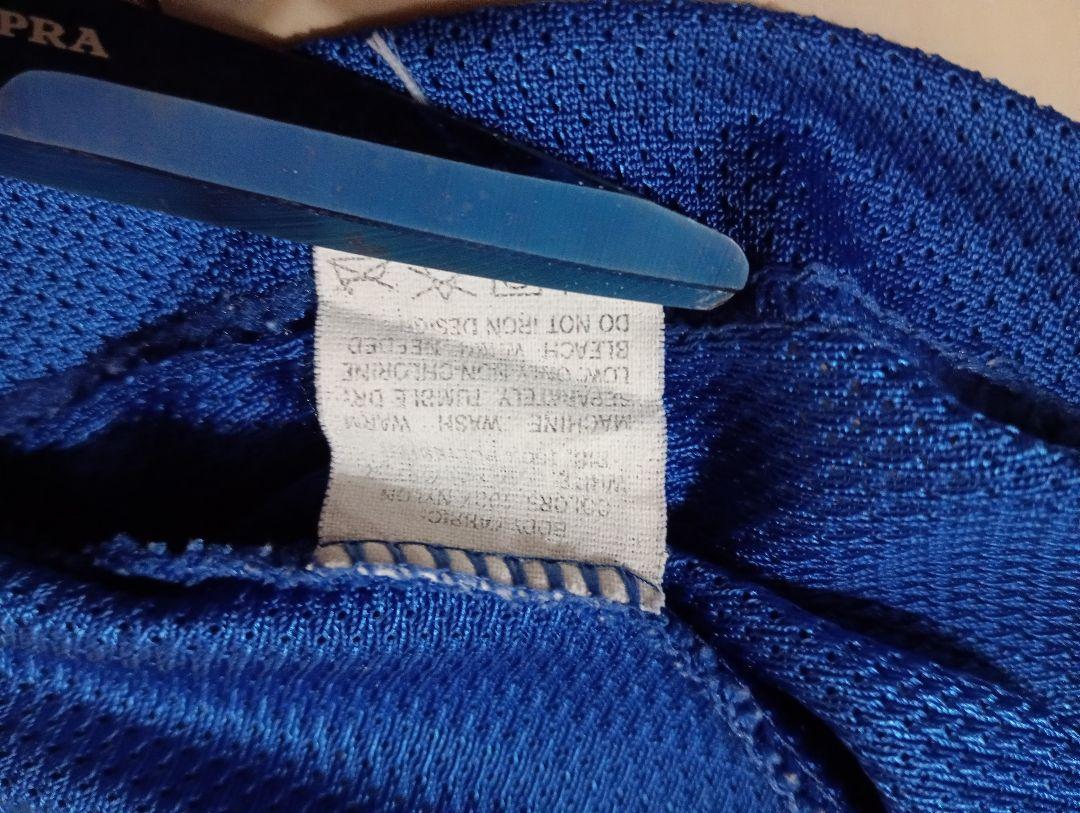 PRA
BODY FABRIC:
COLORS 100% NYLON
WHITE
MACHINE WASH WARM
SEPARATELY TUMBLE DRY
LOW, ONLY NON-CHLORINE
BLEACH WHEN NEEDED
DO NOT IRON DESIGN